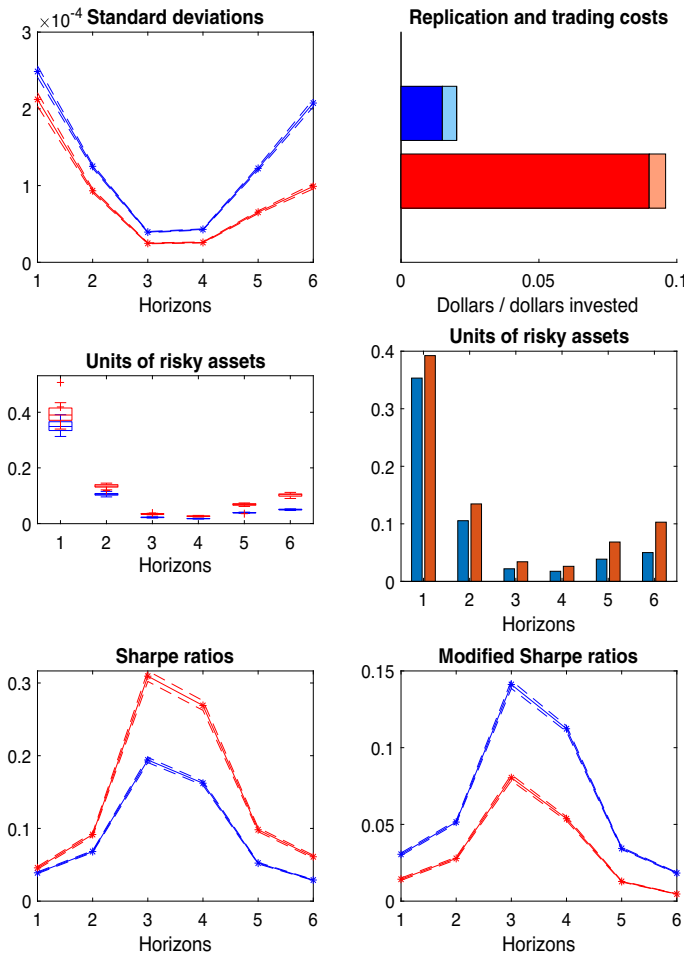 Standard deviations
×10-4
3
2
1
0
1 2 3 4 5 6
Horizons
Replication and trading costs
0 0.05 0.1
Dollars / dollars invested
Units of risky assets
0.4
0.2
0
1 2 3 4 5 6
Horizons
Units of risky assets
0.4
0.3
0.2
0.1
0
1 2 3 4 5 6
Horizons
Sharpe ratios
0.3
0.2
0.1
0
1 2 3 4 5 6
Horizons
Modified Sharpe ratios
0.15
0.1
0.05
0
1 2 3 4 5 6
Horizons